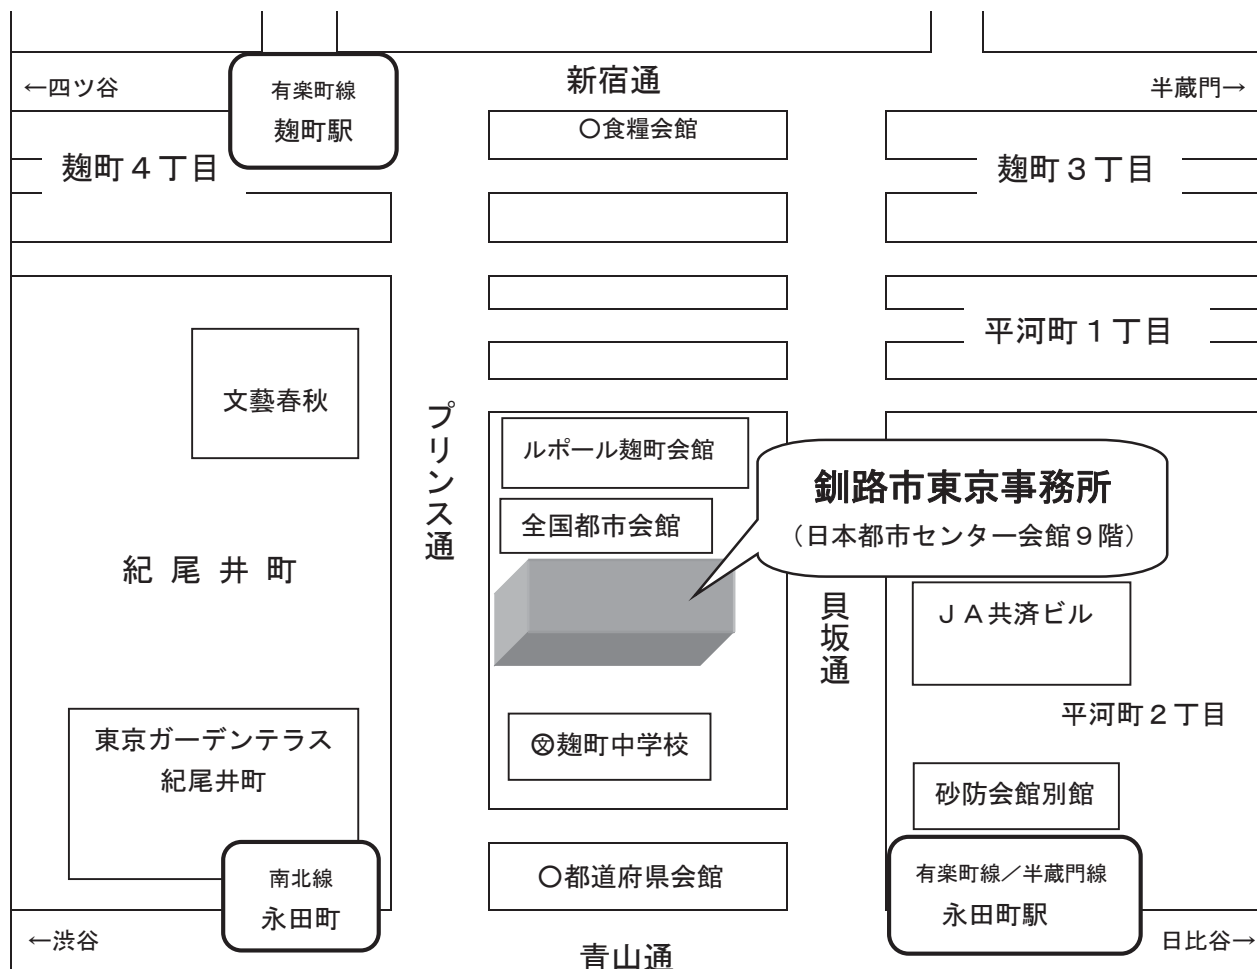 新宿通
←四ツ谷
有楽町線
麹町駅
半蔵門→
○食糧会館
麹町４丁目
麹町３丁目
平河町１丁目
文藝春秋
プリンス通
ルポール麹町会館
釧路市東京事務所
（日本都市センター会館９階）
全国都市会館
紀尾井町
貝坂通
ＪＡ共済ビル
平河町２丁目
東京ガーデンテラス
紀尾井町
㊫麹町中学校
砂防会館別館
南北線
永田町
○都道府県会館
有楽町線／半蔵門線
永田町駅
←渋谷
青山通
日比谷→